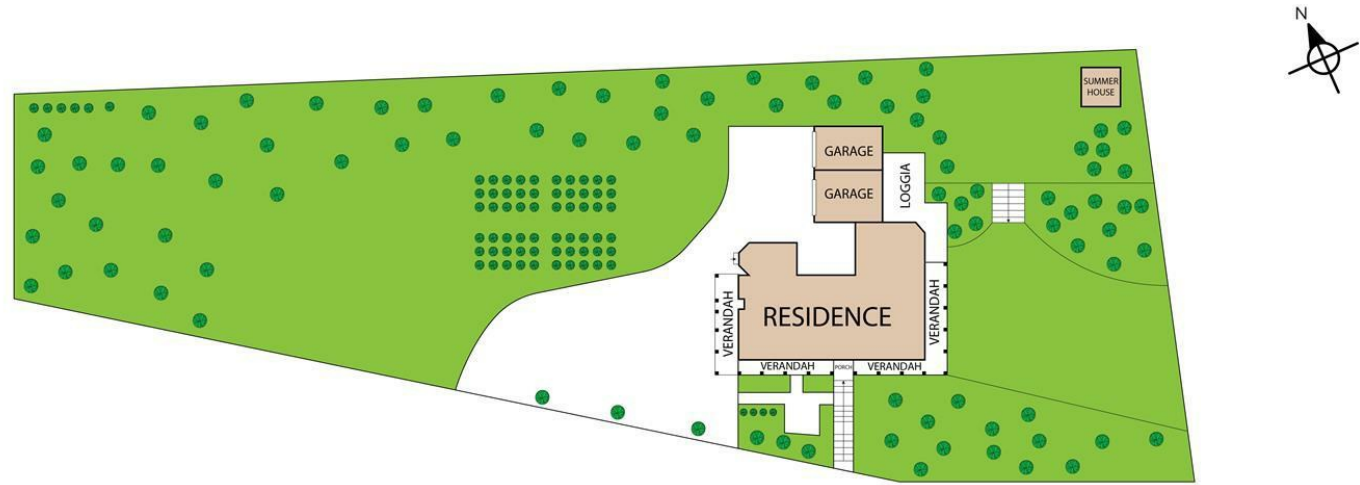 N
SUMMER
HOUSE
GARAGE
GARAGE
LOGGIA
VERANDAH
RESIDENCE
VERANDAH
VERANDAH
PORCH
VERANDAH